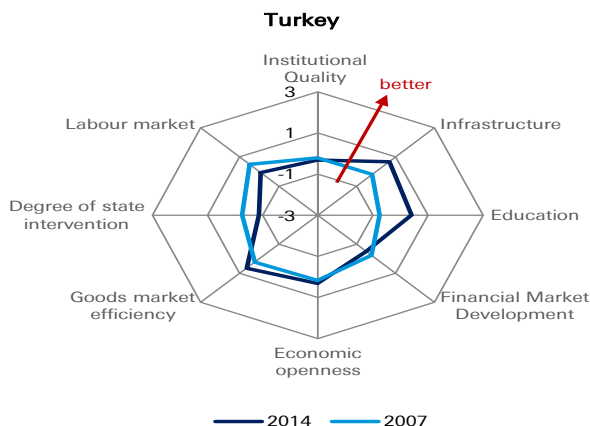 Turkey
Institutional
Quality
better
3
Labour market
1
Infrastructure
-1
Degree of state
intervention
-3
Education
Goods market
efficiency
Financial Market
Development
Economic
openness
2014
2007